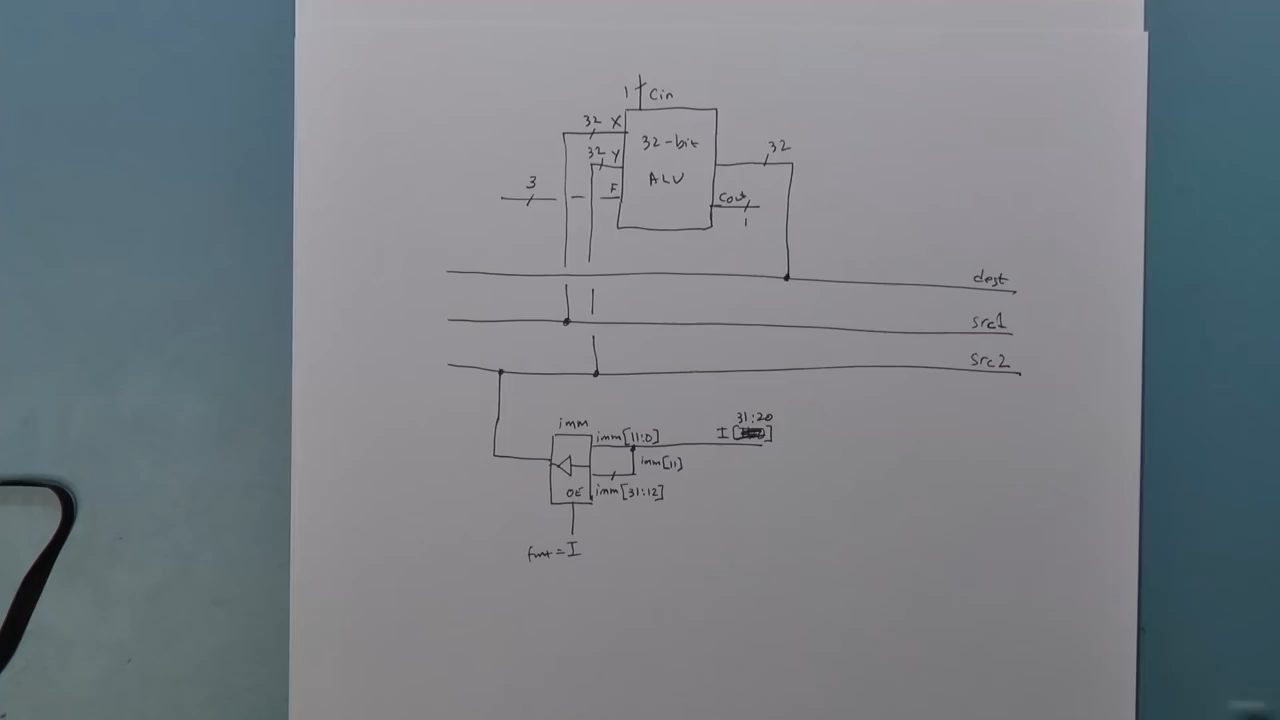 1 Cin
32 X
32-bit
32
32 Y
ALU
3
F
Cout
1
dest
src1
src2
31:20
imm
imm[11:0]
I[
]
imm[11]
OE
imm[31:12]
fmt=I